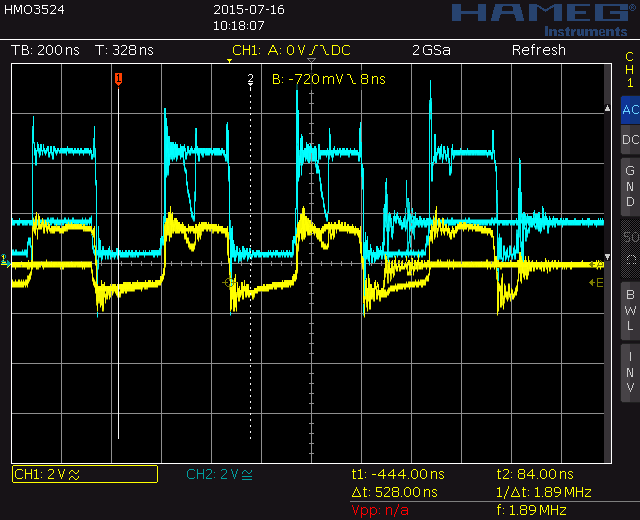 HMO3524
2015-07-16
10:18:07
HAMEG®
Instruments
TB: 200 ns T: 328 ns CH1: A: 0 V DC 2 GSa Refresh
B: -720 mV 8 ns
1
2
CH 1
AC
DC
GND
50 Ω
BWL
INV
E
CH1: 2 V
CH2: 2 V
t1: -444.00 ns t2: 84.00 ns
Δt: 528.00 ns 1/Δt: 1.89 MHz
Vpp: n/a f: 1.89 MHz